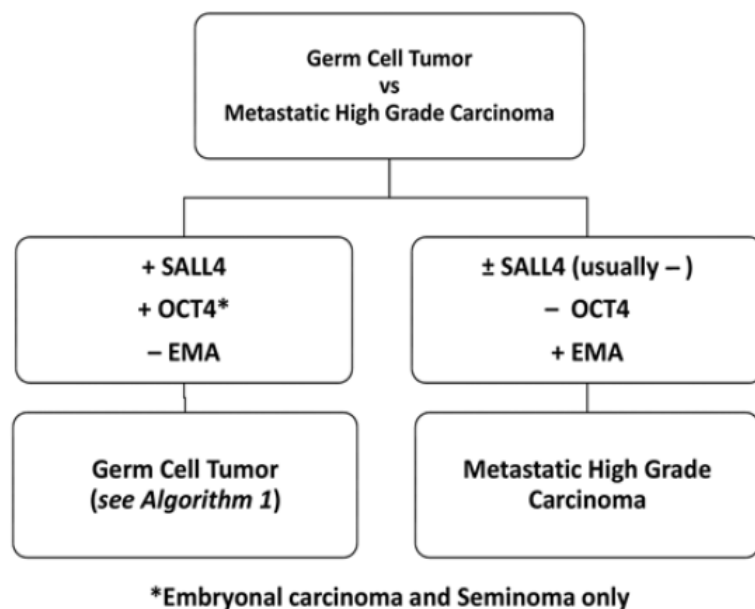 Germ Cell Tumor
vs
Metastatic High Grade Carcinoma
+ SALL4
+ OCT4*
– EMA
± SALL4 (usually – )
– OCT4
+ EMA
Germ Cell Tumor
(see Algorithm 1)
Metastatic High Grade
Carcinoma
*Embryonal carcinoma and Seminoma only